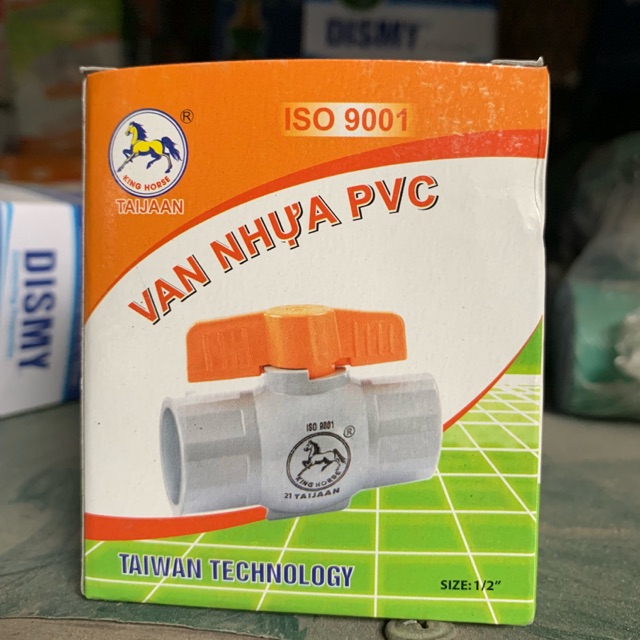 DISMY
ISO 9001
®
KING HORSE
TAIJAAN
VAN NHỰA PVC
DISMY
ISO 9001
®
KING HORSE
21 TAIJAAN
TAIWAN TECHNOLOGY
SIZE: 1/2"